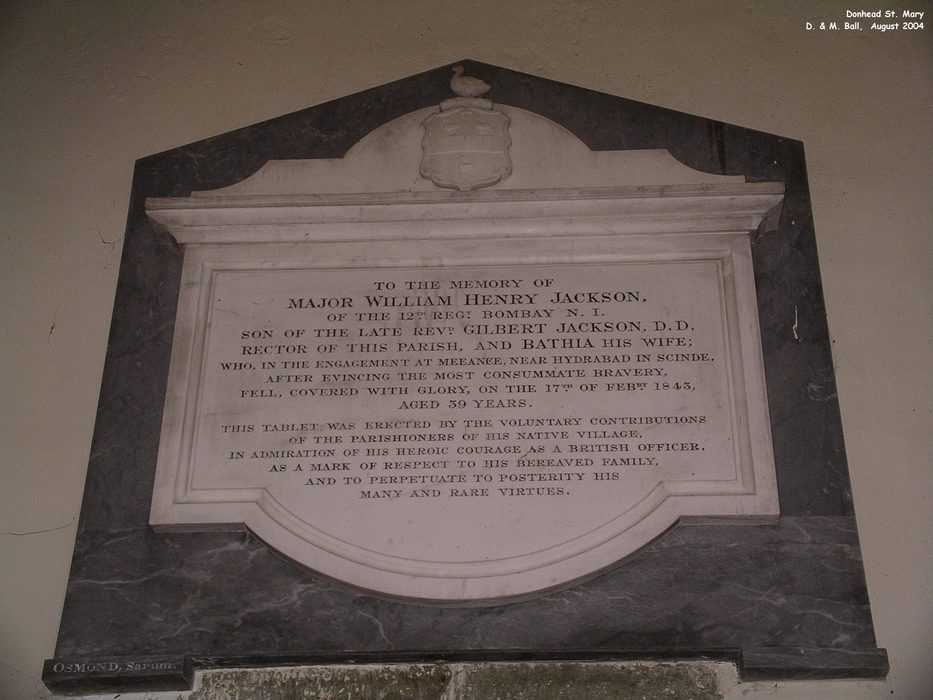 Donhead St. Mary
D. & M. Ball, August 2004
TO THE MEMORY OF
MAJOR WILLIAM HENRY JACKSON,
OF THE 12TH REGT BOMBAY N. I.
SON OF THE LATE REVD GILBERT JACKSON, D.D.
RECTOR OF THIS PARISH, AND BATHIA HIS WIFE;
WHO, IN THE ENGAGEMENT AT MEEANEE, NEAR HYDRABAD IN SCINDE,
AFTER EVINCING THE MOST CONSUMMATE BRAVERY,
FELL, COVERED WITH GLORY, ON THE 17TH OF FEBRY 1843,
AGED 39 YEARS.
THIS TABLET WAS ERECTED BY THE VOLUNTARY CONTRIBUTIONS
OF THE PARISHIONERS OF HIS NATIVE VILLAGE,
IN ADMIRATION OF HIS HEROIC COURAGE AS A BRITISH OFFICER,
AS A MARK OF RESPECT TO HIS BEREAVED FAMILY,
AND TO PERPETUATE TO POSTERITY HIS
MANY AND RARE VIRTUES.
OSMOND, Sarum.